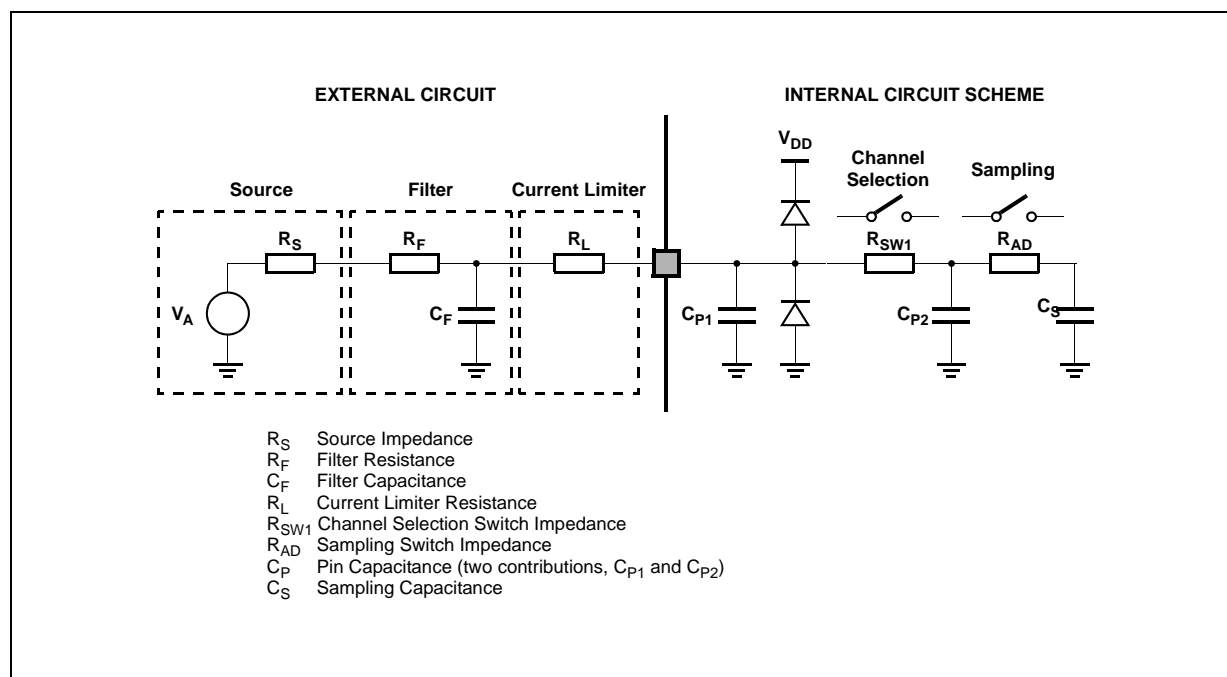 EXTERNAL CIRCUIT
INTERNAL CIRCUIT SCHEME
VDD
Channel
Selection
Sampling
Source
Filter
Current Limiter
RS
RF
RL
RSW1
RAD
VA
CF
CP1
CP2
CS
RS Source Impedance
RF Filter Resistance
CF Filter Capacitance
RL Current Limiter Resistance
RSW1 Channel Selection Switch Impedance
RAD Sampling Switch Impedance
CP Pin Capacitance (two contributions, CP1 and CP2)
CS Sampling Capacitance